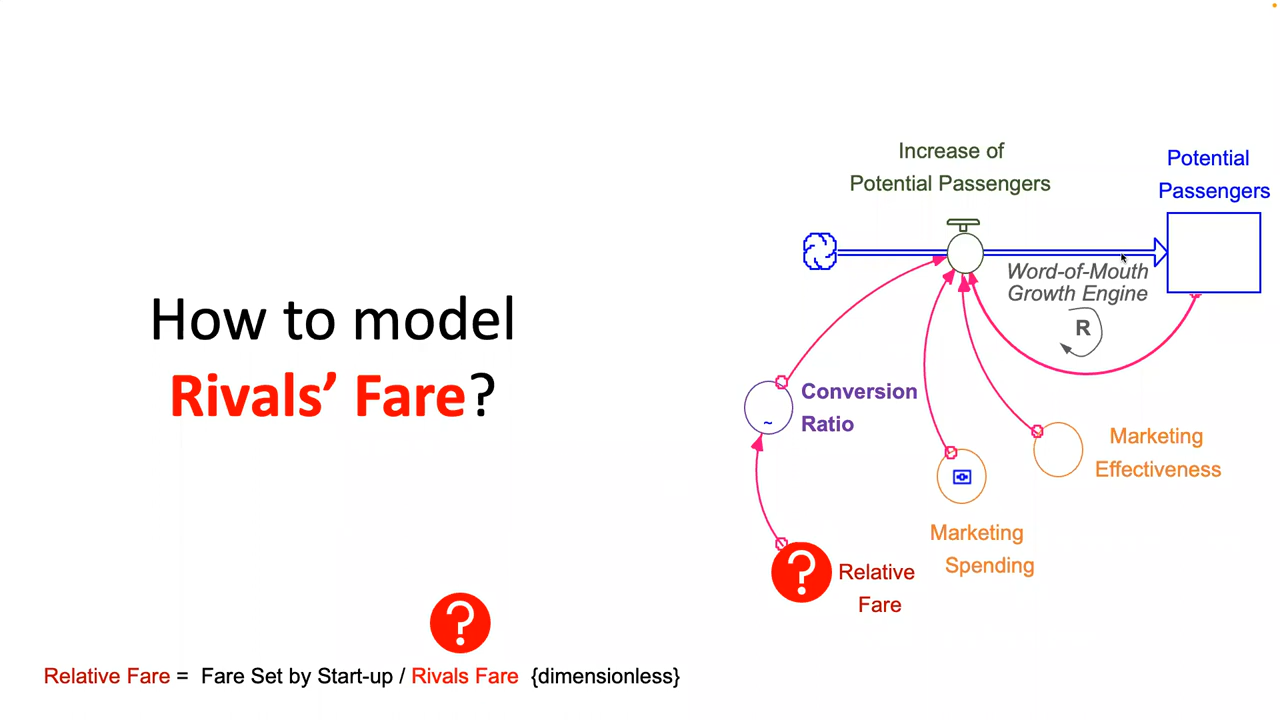 How to model
Rivals’ Fare?
Increase of
Potential Passengers
Potential
Passengers
Word-of-Mouth
Growth Engine
R
Conversion
Ratio
~
Marketing
Effectiveness
Marketing
Spending
?
Relative
Fare
?
Relative Fare = Fare Set by Start-up / Rivals Fare {dimensionless}